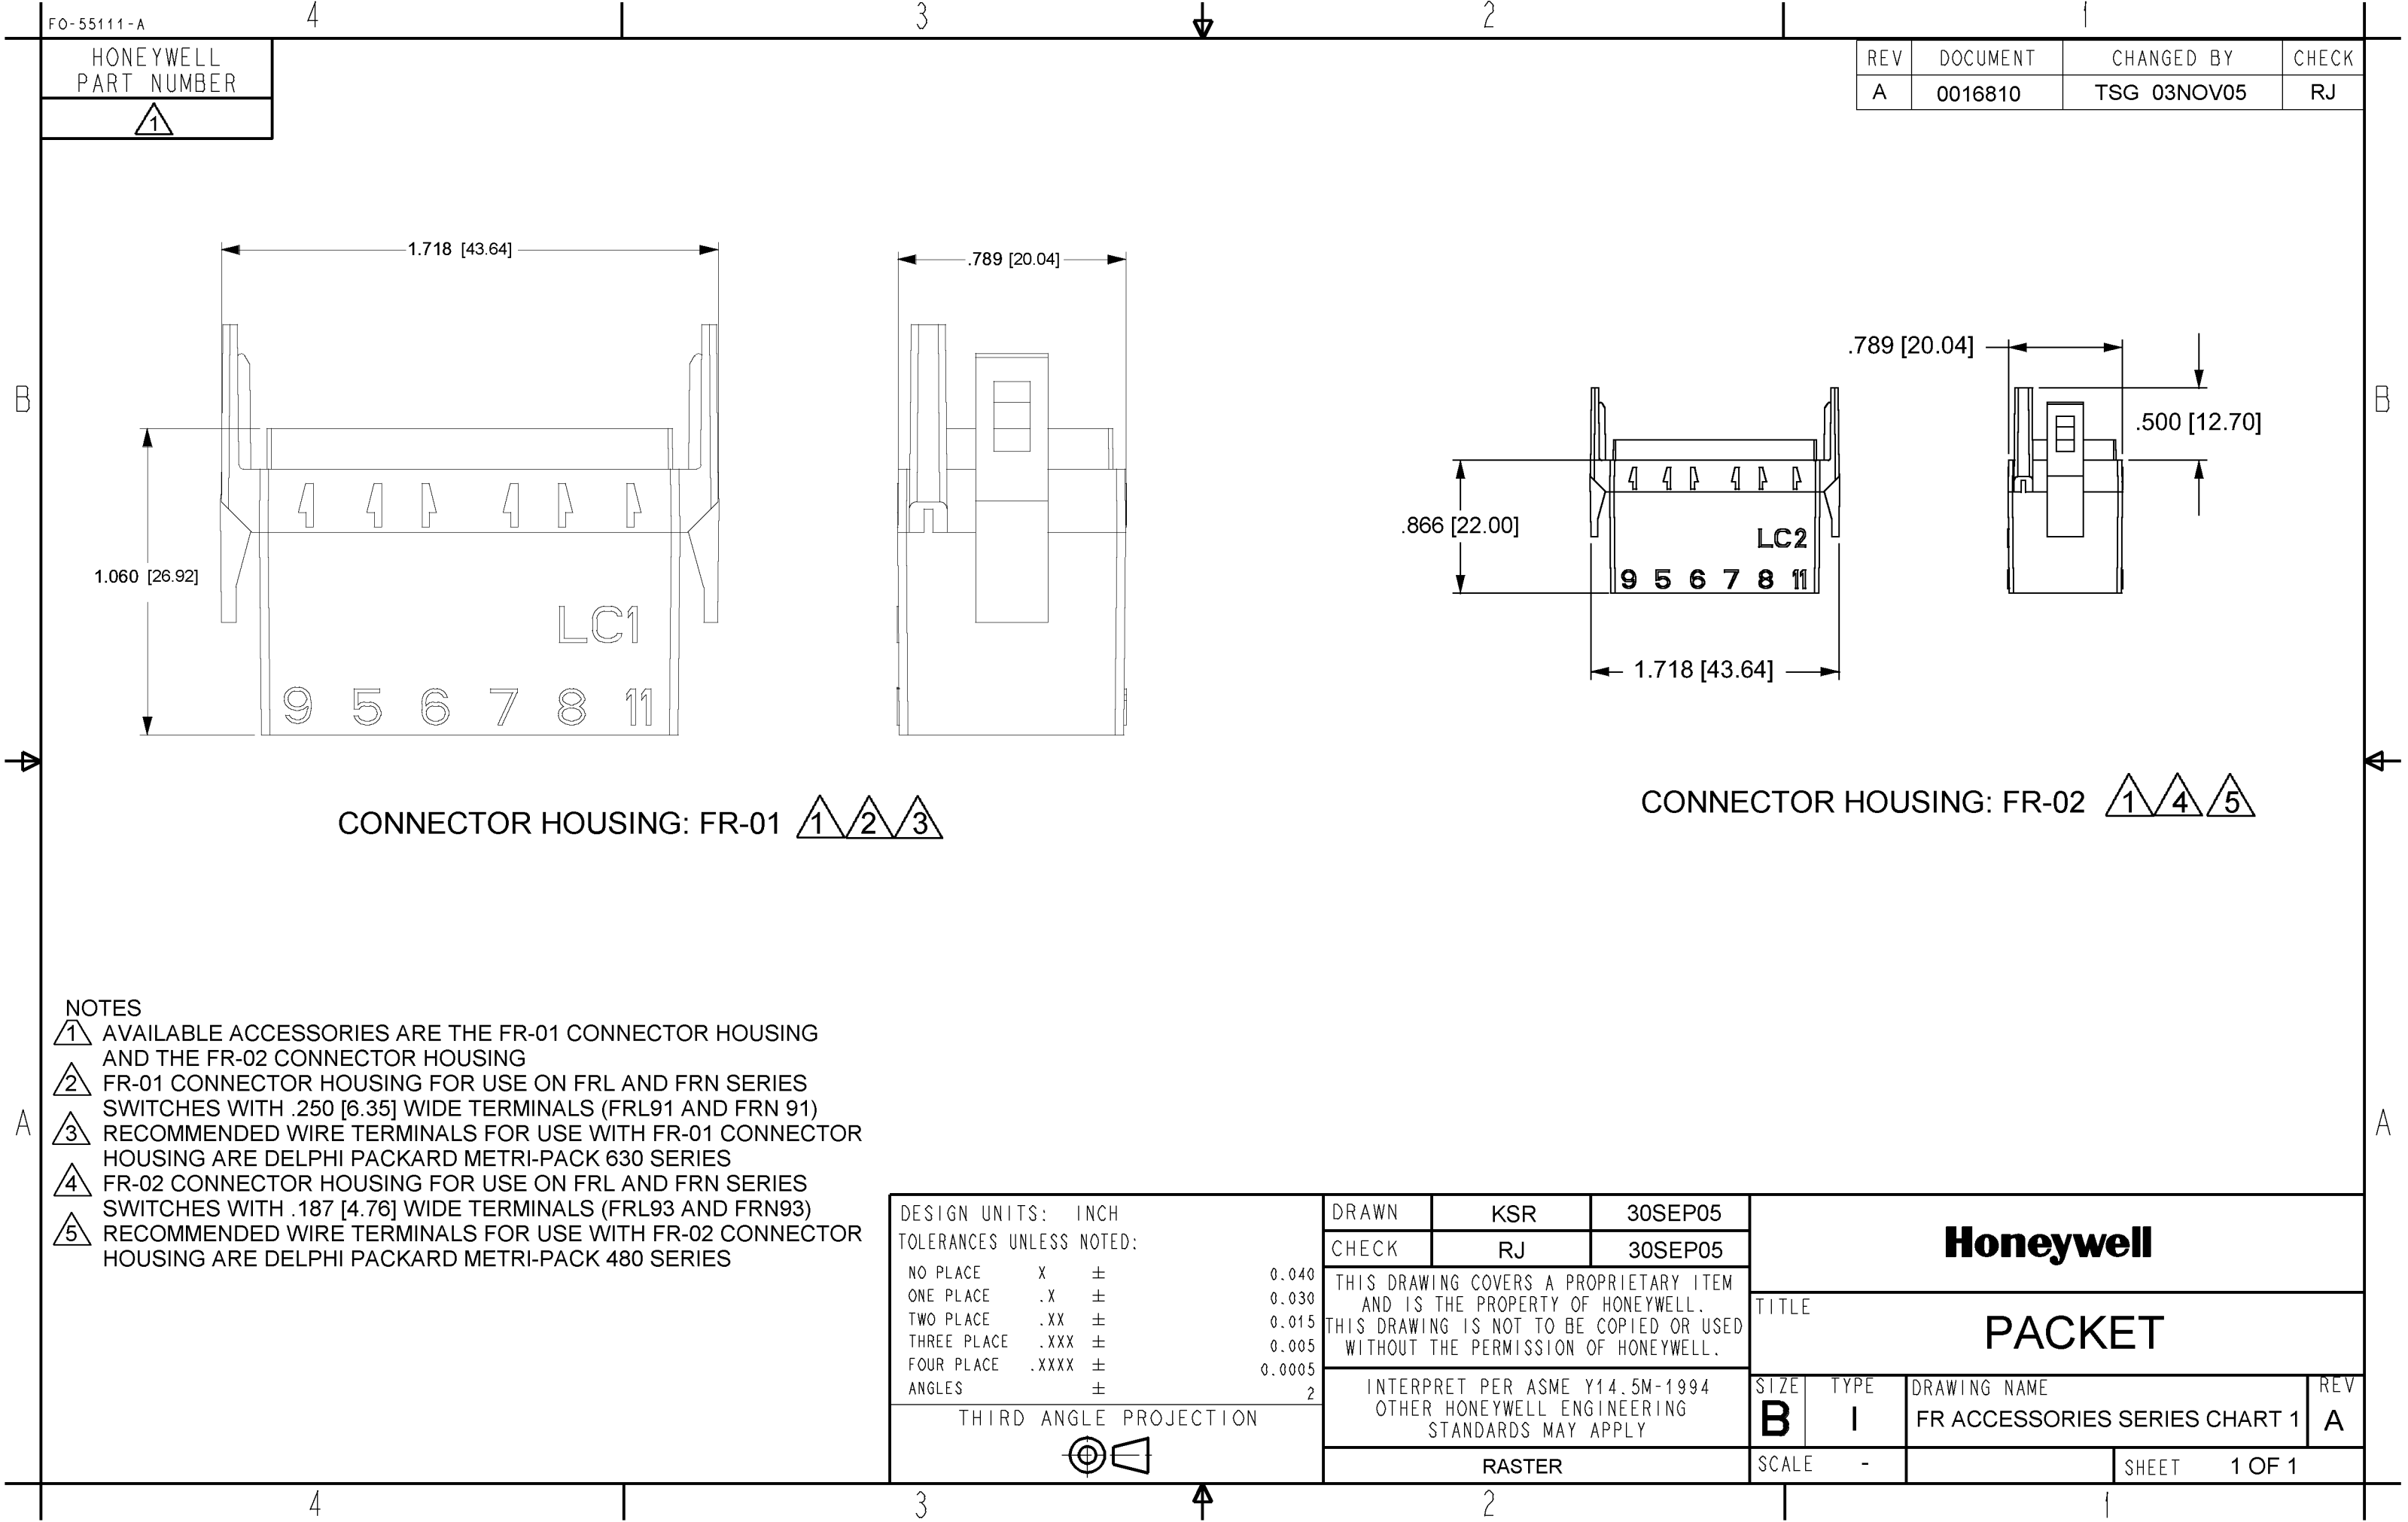 FO-55111-A
4
3
2
1
HONEYWELL
PART NUMBER
1
REV DOCUMENT CHANGED BY CHECK
A 0016810 TSG 03NOV05 RJ
1.718 [43.64]
.789 [20.04]
1.060 [26.92]
LC1
9 5 6 7 8 11
.789 [20.04]
.500 [12.70]
.866 [22.00]
LC2
9 5 6 7 8 11
1.718 [43.64]
B
B
CONNECTOR HOUSING: FR-01 1 2 3
CONNECTOR HOUSING: FR-02 1 4 5
NOTES
1 AVAILABLE ACCESSORIES ARE THE FR-01 CONNECTOR HOUSING
AND THE FR-02 CONNECTOR HOUSING
2 FR-01 CONNECTOR HOUSING FOR USE ON FRL AND FRN SERIES
SWITCHES WITH .250 [6.35] WIDE TERMINALS (FRL91 AND FRN 91)
3 RECOMMENDED WIRE TERMINALS FOR USE WITH FR-01 CONNECTOR
HOUSING ARE DELPHI PACKARD METRI-PACK 630 SERIES
4 FR-02 CONNECTOR HOUSING FOR USE ON FRL AND FRN SERIES
SWITCHES WITH .187 [4.76] WIDE TERMINALS (FRL93 AND FRN93)
5 RECOMMENDED WIRE TERMINALS FOR USE WITH FR-02 CONNECTOR
HOUSING ARE DELPHI PACKARD METRI-PACK 480 SERIES
A
A
DESIGN UNITS: INCH
TOLERANCES UNLESS NOTED:
NO PLACE X ± 0.040
ONE PLACE .X ± 0.030
TWO PLACE .XX ± 0.015
THREE PLACE .XXX ± 0.005
FOUR PLACE .XXXX ± 0.0005
ANGLES ± 2
THIRD ANGLE PROJECTION
DRAWN KSR 30SEP05
CHECK RJ 30SEP05
THIS DRAWING COVERS A PROPRIETARY ITEM
AND IS THE PROPERTY OF HONEYWELL.
THIS DRAWING IS NOT TO BE COPIED OR USED
WITHOUT THE PERMISSION OF HONEYWELL.
INTERPRET PER ASME Y14.5M-1994
OTHER HONEYWELL ENGINEERING
STANDARDS MAY APPLY
RASTER
Honeywell
TITLE
PACKET
SIZE TYPE DRAWING NAME REV
B I FR ACCESSORIES SERIES CHART 1 A
SCALE - SHEET 1 OF 1
4
3
2
1